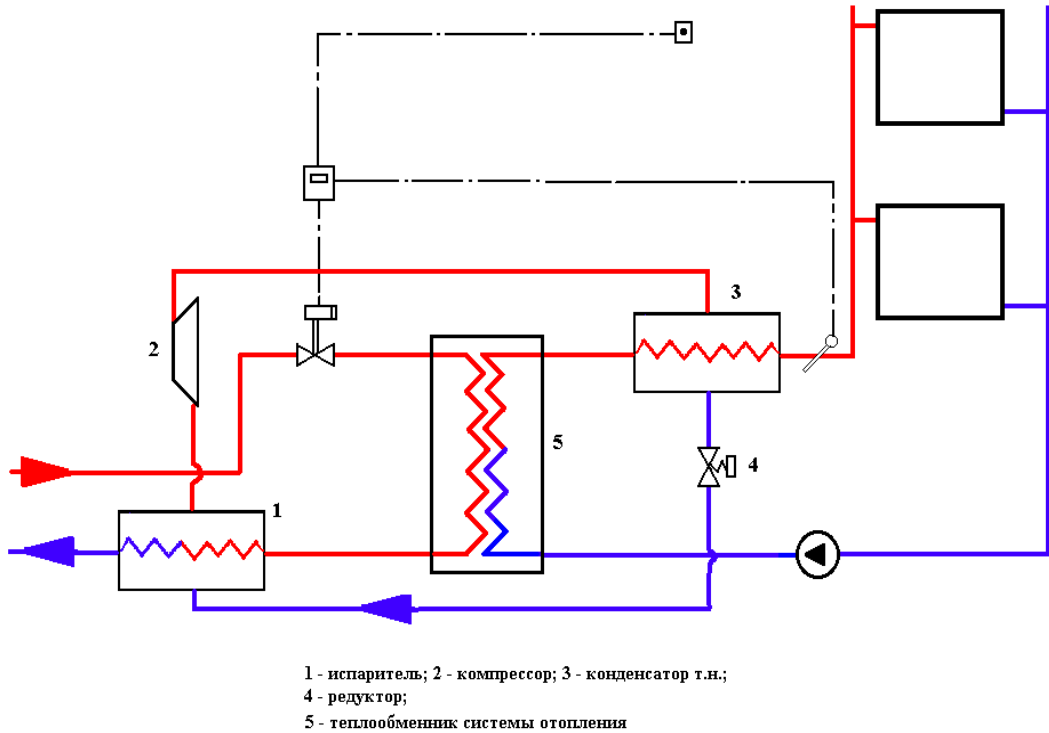 3
2
5
4
1
1 - испаритель; 2 - компрессор; 3 - конденсатор т.н.;
4 - редуктор;
5 - теплообменник системы отопления